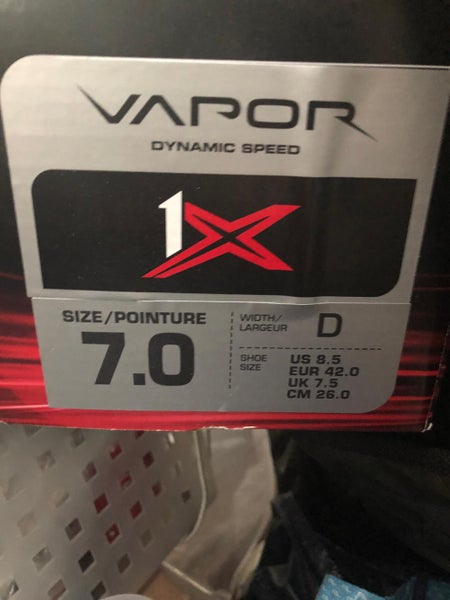 VAPOR
DYNAMIC SPEED
1X
SIZE/POINTURE
7.0
WIDTH/
LARGEUR
D
SHOE
SIZE
US 8.5
EUR 42.0
UK 7.5
CM 26.0